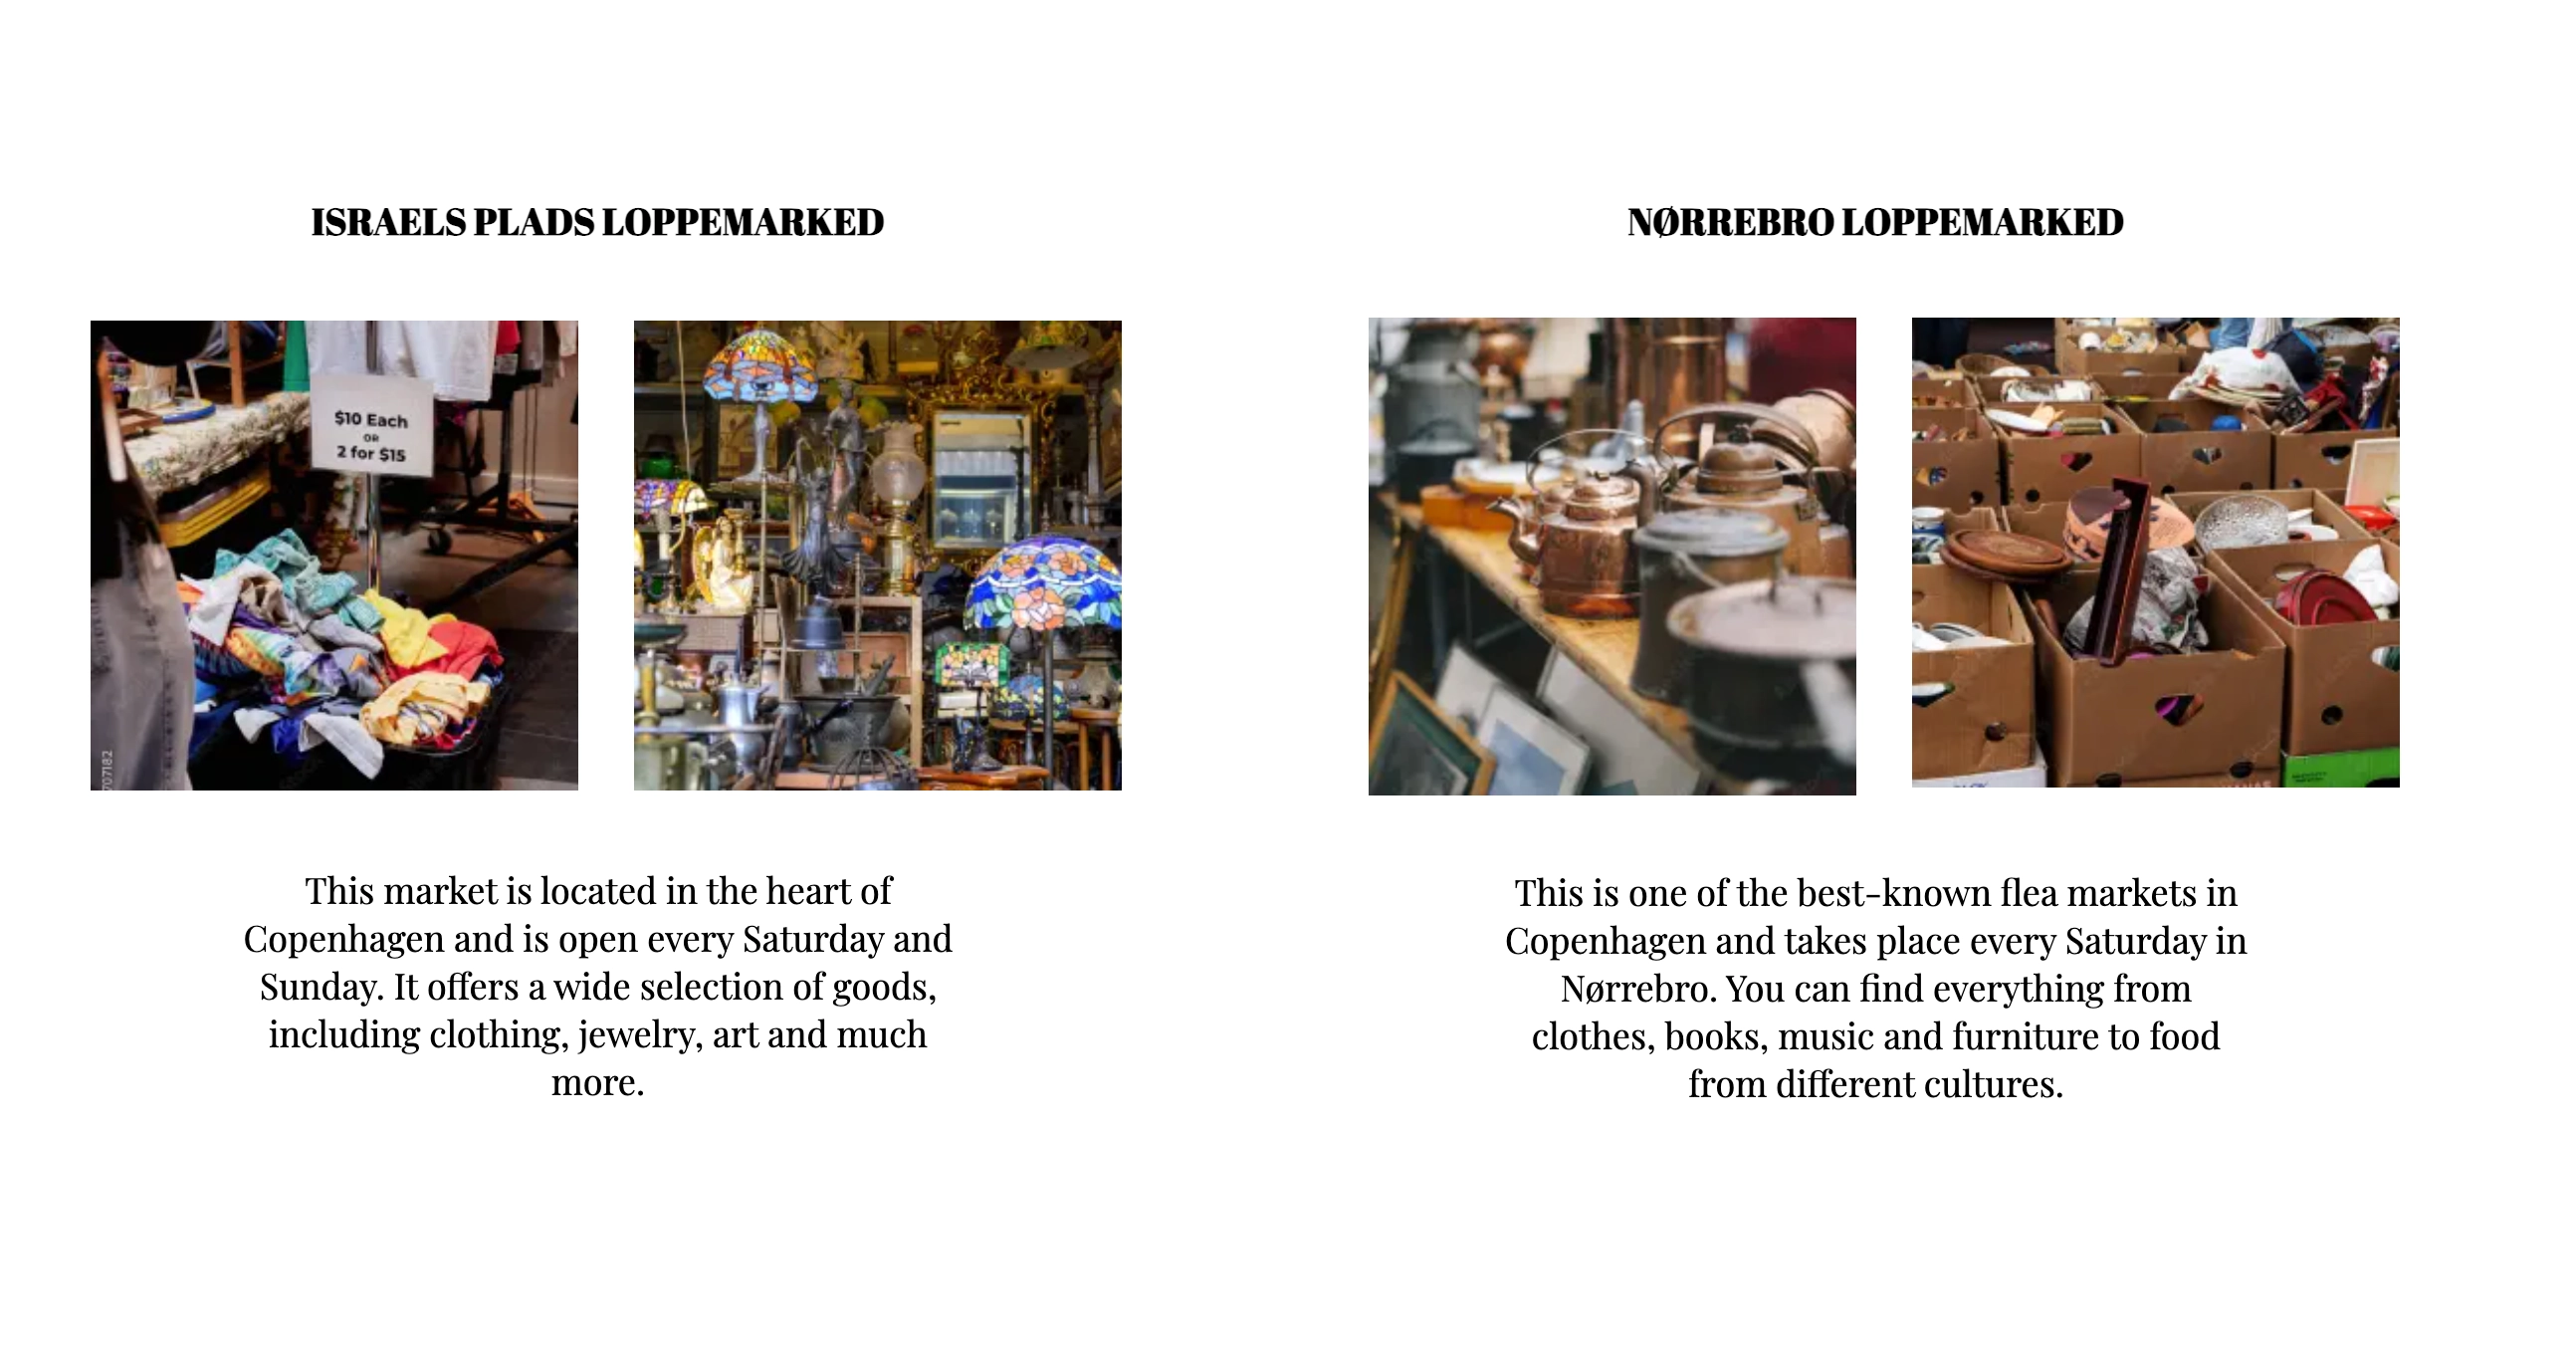 ISRAELS PLADS LOPPEMARKED
$10 Each
OR
2 for $15
707182
This market is located in the heart of
Copenhagen and is open every Saturday and
Sunday. It offers a wide selection of goods,
including clothing, jewelry, art and much
more.
NØRREBRO LOPPEMARKED
This is one of the best-known flea markets in
Copenhagen and takes place every Saturday in
Nørrebro. You can find everything from
clothes, books, music and furniture to food
from different cultures.